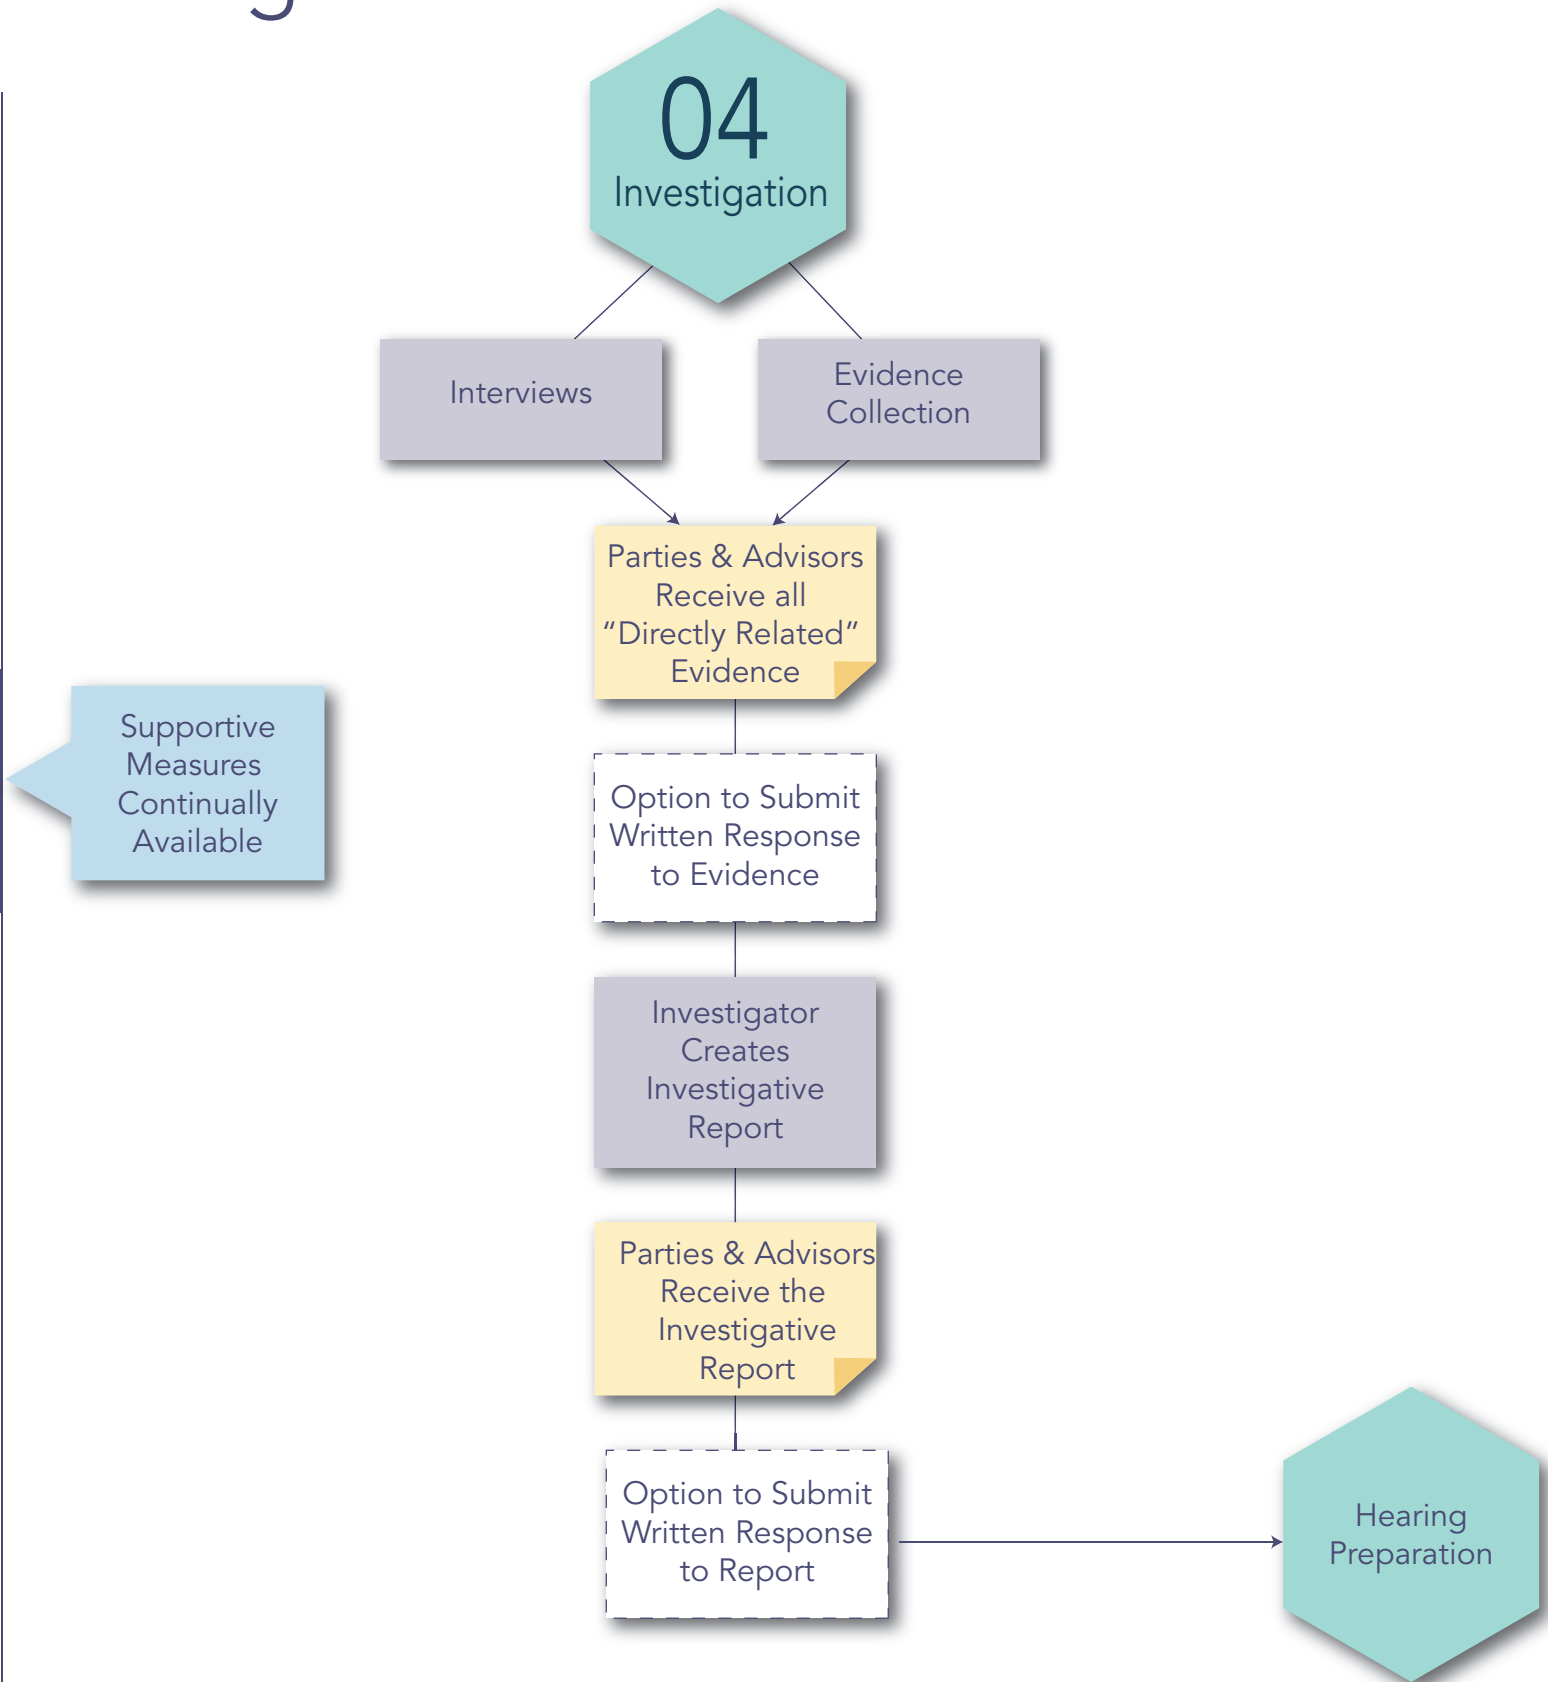 04
Investigation
Interviews
Evidence
Collection
Parties & Advisors
Receive all
“Directly Related”
Evidence
Supportive
Measures
Continually
Available
Option to Submit
Written Response
to Evidence
Investigator
Creates
Investigative
Report
Parties & Advisors
Receive the
Investigative
Report
Option to Submit
Written Response
to Report
Hearing
Preparation